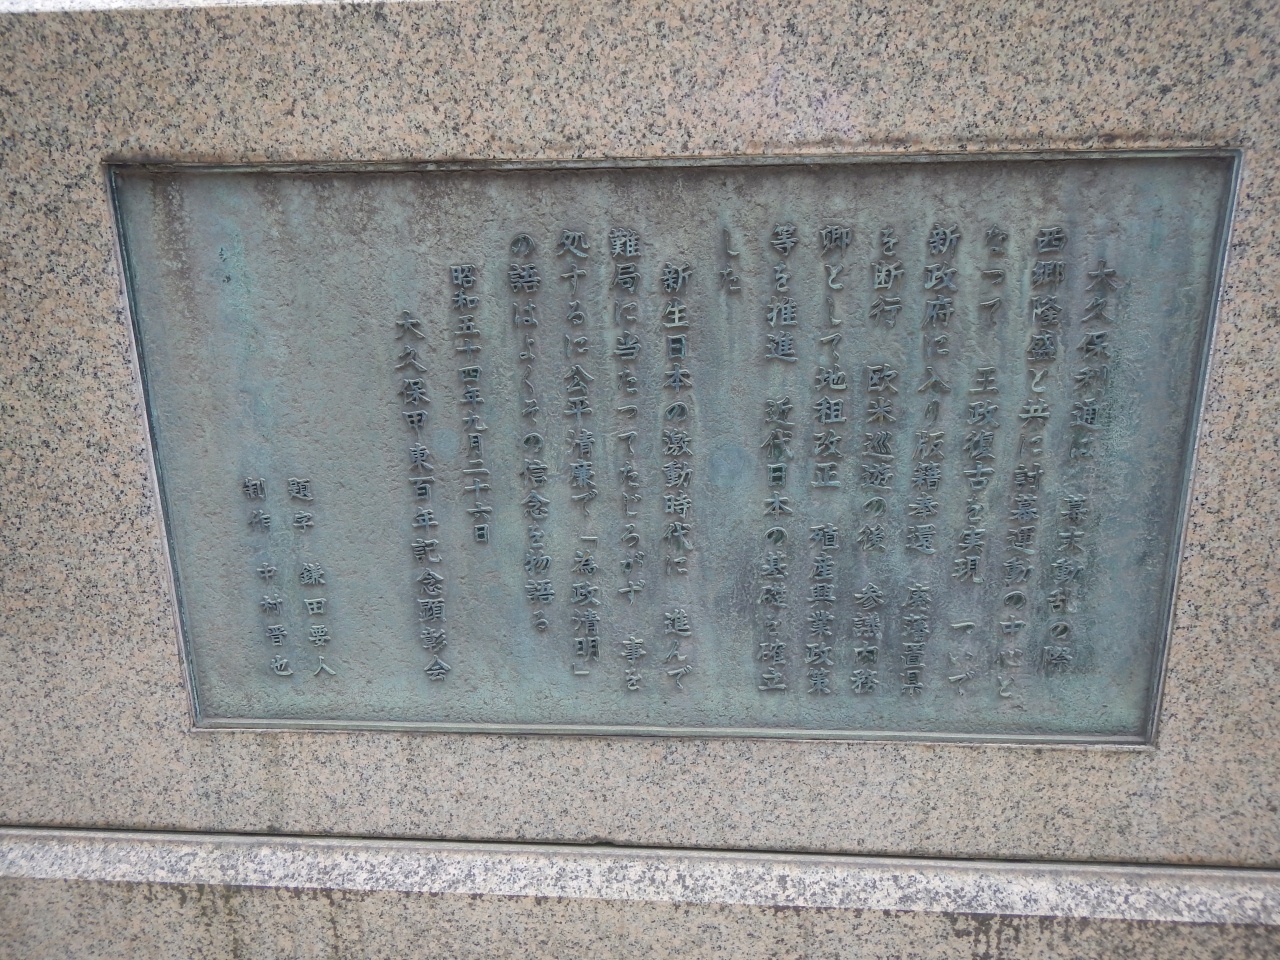 大久保利通は 幕末動乱の際
西郷隆盛と共に討幕運動の中心と
なつて 王政復古を実現 ついで
新政府に入り版籍奉還 廃藩置県
を断行 欧米巡遊の後 参議内務
卿として地租改正 殖産興業政策
等を推進 近代日本の基礎を確立
した
新生日本の激動時代に 進んで
難局に当たつてたじろがず 事を
処するに公平清廉で「為政清明」
の語はよくその信念を物語る
昭和五十四年九月二十六日
大久保甲東百年記念顕彰会
題字 鎌田要人
制作 中村晋也